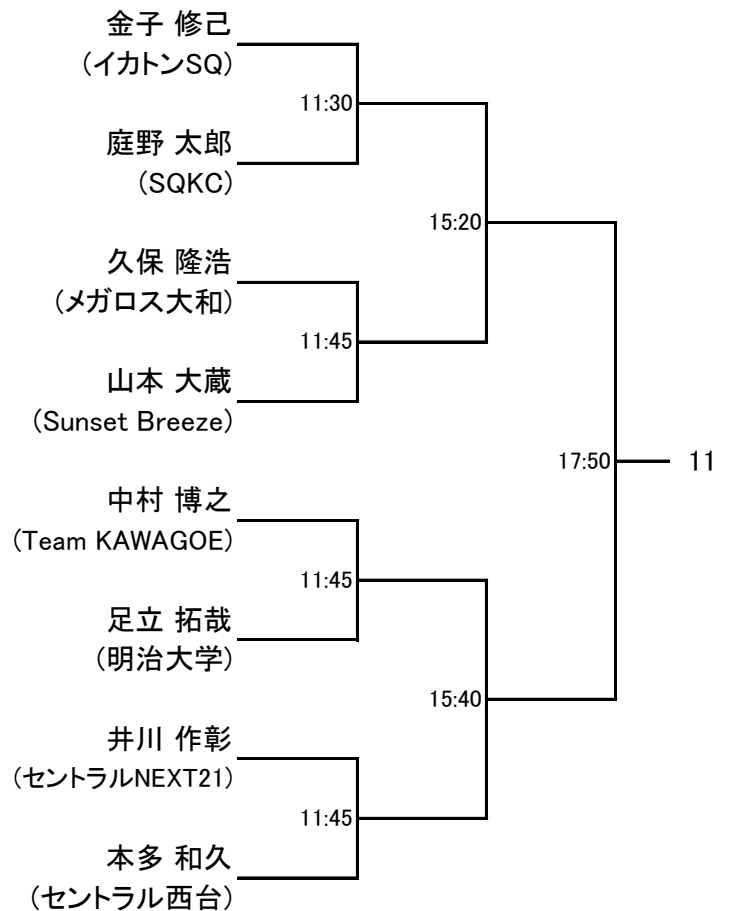 金子 修己
(イカトンSQ)
11:30
庭野 太郎
(SQKC)
15:20
久保 隆浩
(メガロス大和)
11:45
山本 大蔵
(Sunset Breeze)
17:50
11
中村 博之
(Team KAWAGOE)
11:45
足立 拓哉
(明治大学)
15:40
井川 作彰
(セントラルNEXT21)
11:45
本多 和久
(セントラル西台)